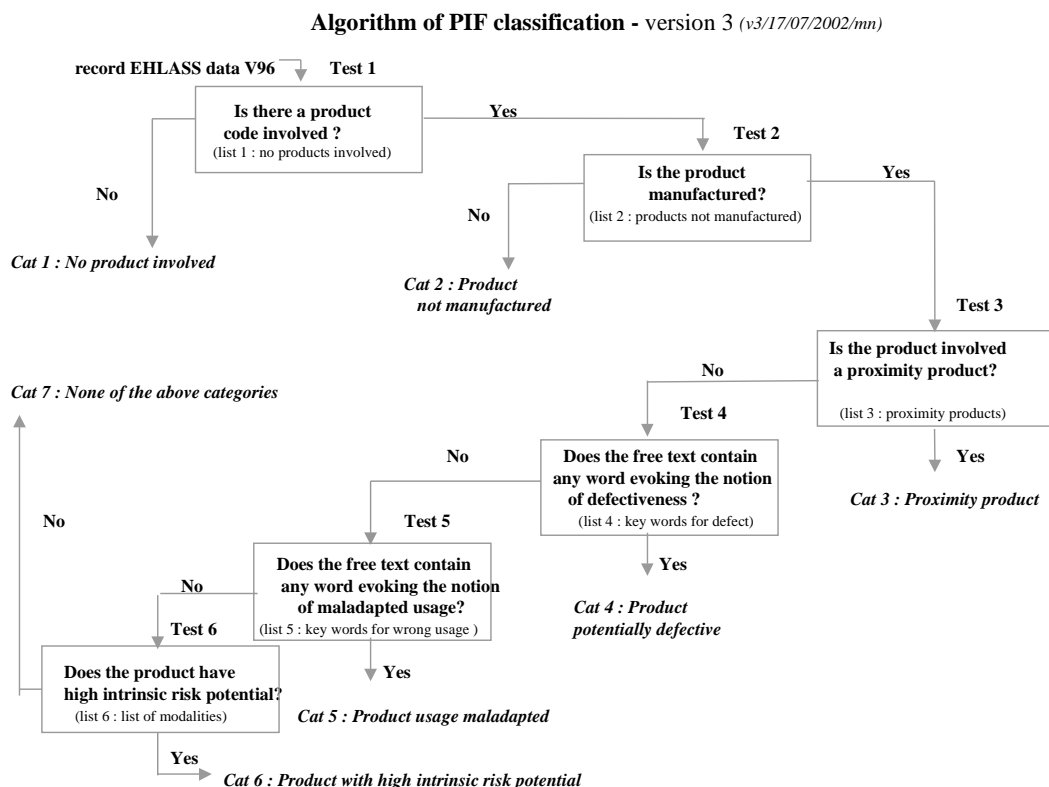 Algorithm of PIF classification - version 3 (v3/17/07/2002/mn)
record EHLASS data V96
Test 1
Is there a product
code involved ?
(list 1 : no products involved)
Yes
No
Test 2
Is the product
manufactured?
(list 2 : products not manufactured)
Yes
No
Cat 1 : No product involved
Cat 2 : Product
not manufactured
Test 3
Is the product involved
a proximity product?
(list 3 : proximity products)
No
Yes
Cat 3 : Proximity product
Cat 7 : None of the above categories
Test 4
Does the free text contain
any word evoking the notion
of defectiveness ?
(list 4 : key words for defect)
No
Yes
Cat 4 : Product
potentially defective
No
Test 5
Does the free text contain
any word evoking the notion
of maladapted usage?
(list 5 : key words for wrong usage )
No
Yes
Cat 5 : Product usage maladapted
Test 6
Does the product have
high intrinsic risk potential?
(list 6 : list of modalities)
Yes
Cat 6 : Product with high intrinsic risk potential